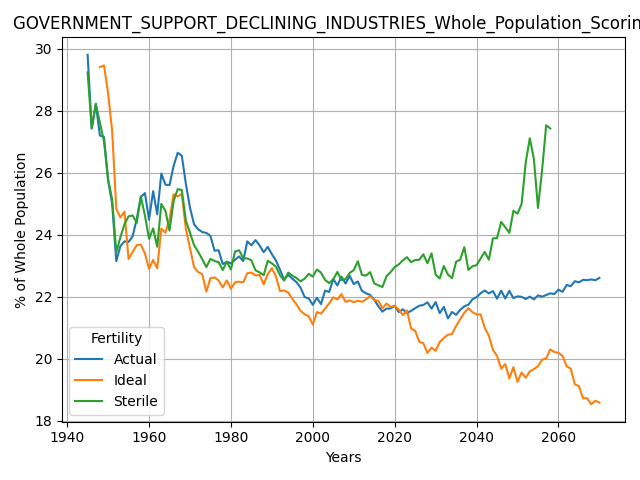 GOVERNMENT_SUPPORT_DECLINING_INDUSTRIES_Whole_Population_Scorin
% of Whole Population
30
28
26
24
22
20
18
Fertility
Actual
Ideal
Sterile
1940 1960 1980 2000 2020 2040 2060
Years